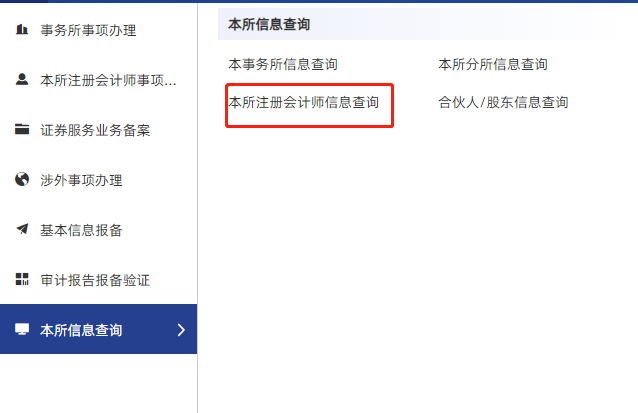 事务所事项办理
本所注册会计师事项...
证券服务业务备案
涉外事项办理
基本信息报备
审计报告报备验证
本所信息查询
本所信息查询
本事务所信息查询
本所分所信息查询
本所注册会计师信息查询
合伙人/股东信息查询